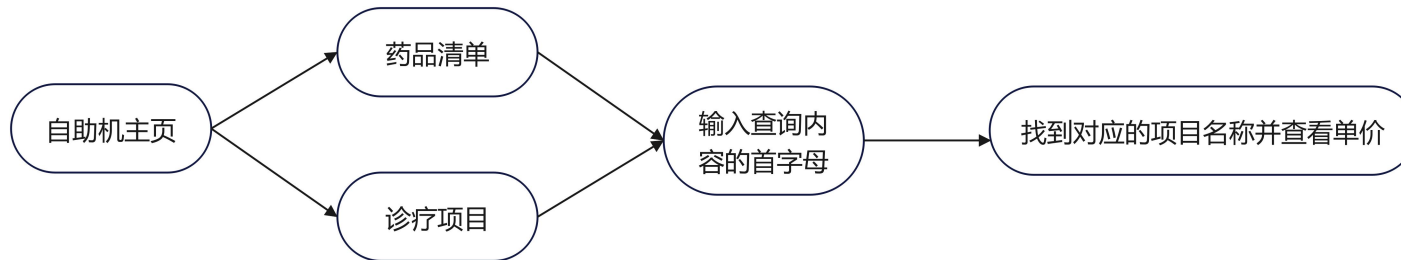 自助机主页
药品清单
诊疗项目
输入查询内
容的首字母
找到对应的项目名称并查看单价